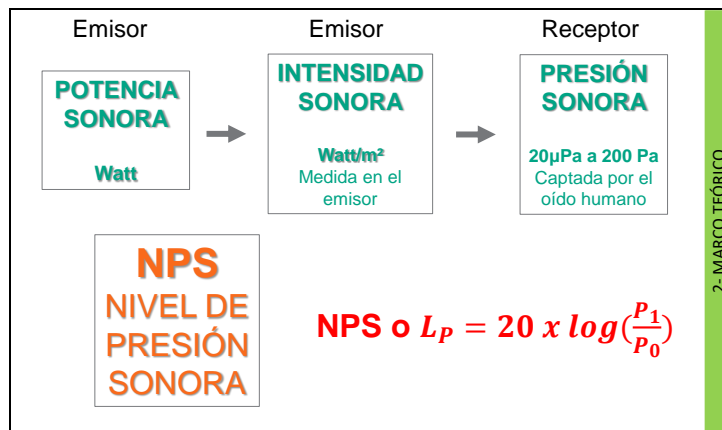 Emisor
Emisor
Receptor
POTENCIA
SONORA
Watt
INTENSIDAD
SONORA
Watt/m²
Medida en el
emisor
PRESIÓN
SONORA
20µPa a 200 Pa
Captada por el
oído humano
NPS
NIVEL DE
PRESIÓN
SONORA
NPS o L_P = 20 x log(P_1/P_0)
2- MARCO TEÓRICO